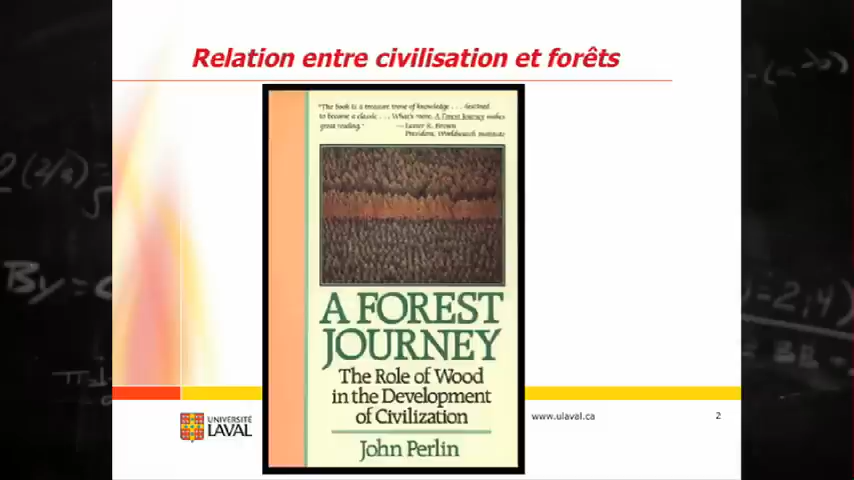 Relation entre civilisation et forêts
"The book is a treasure trove of knowledge . . . destined
to become a classic . . . What's more, A Forest Journey makes
great reading."
— Lester R. Brown
President, Worldwatch Institute
A FOREST
JOURNEY
The Role of Wood
in the Development
of Civilization
John Perlin
UNIVERSITÉ
LAVAL
www.ulaval.ca
2
By =